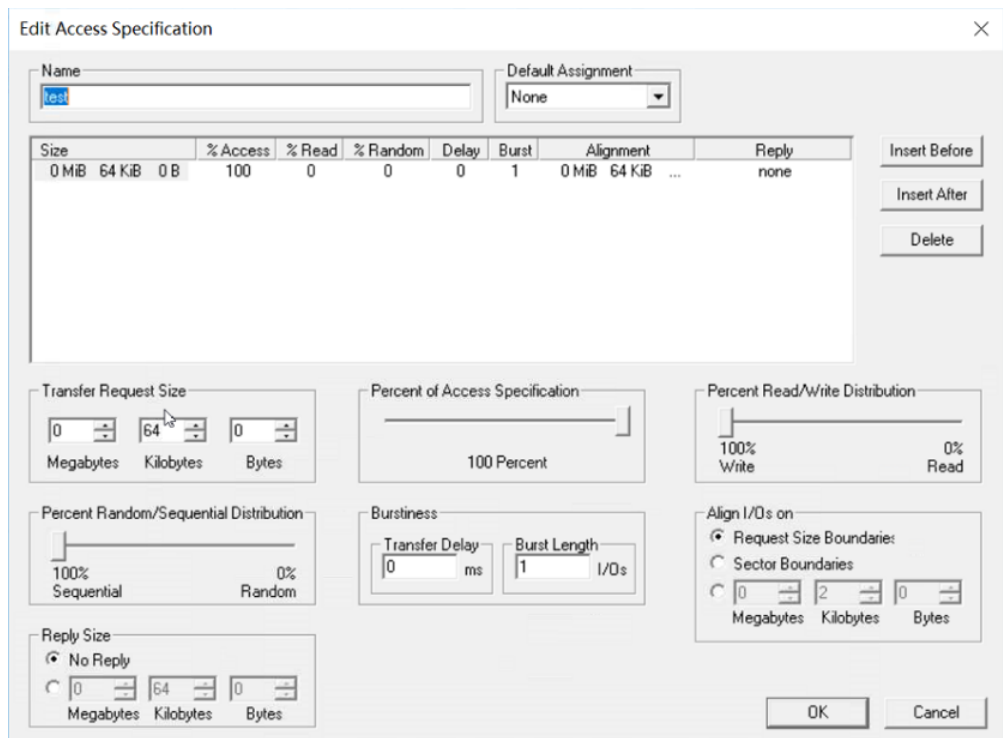 Edit Access Specification
Name
test
Default Assignment
None
Size % Access % Read % Random Delay Burst Alignment Reply
0 MiB 64 KiB 0 B 100 0 0 0 1 0 MiB 64 KiB ... none
Insert Before
Insert After
Delete
Transfer Request Size
0 64 0
Megabytes Kilobytes Bytes
Percent of Access Specification
100 Percent
Percent Read/Write Distribution
100% 0%
Write Read
Percent Random/Sequential Distribution
100% 0%
Sequential Random
Burstiness
Transfer Delay
0 ms
Burst Length
1 I/Os
Align I/Os on
Request Size Boundaries
Sector Boundaries
0 2 0
Megabytes Kilobytes Bytes
Reply Size
No Reply
0 64 0
Megabytes Kilobytes Bytes
OK
Cancel